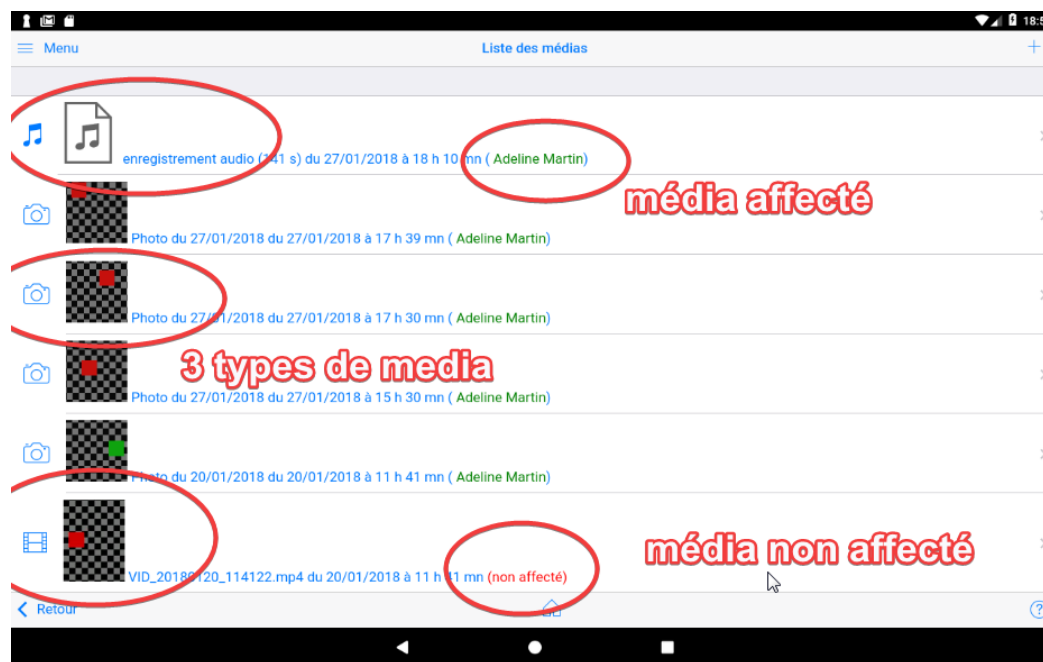 18:5
Menu
Liste des médias
enregistrement audio (141 s) du 27/01/2018 à 18 h 10 mn ( Adeline Martin)
média affecté
Photo du 27/01/2018 du 27/01/2018 à 17 h 39 mn ( Adeline Martin)
Photo du 27/01/2018 du 27/01/2018 à 17 h 30 mn ( Adeline Martin)
3 types de media
Photo du 27/01/2018 du 27/01/2018 à 15 h 30 mn ( Adeline Martin)
Photo du 20/01/2018 du 20/01/2018 à 11 h 41 mn ( Adeline Martin)
média non affecté
VID_20180120_114122.mp4 du 20/01/2018 à 11 h 41 mn (non affecté)
Retour